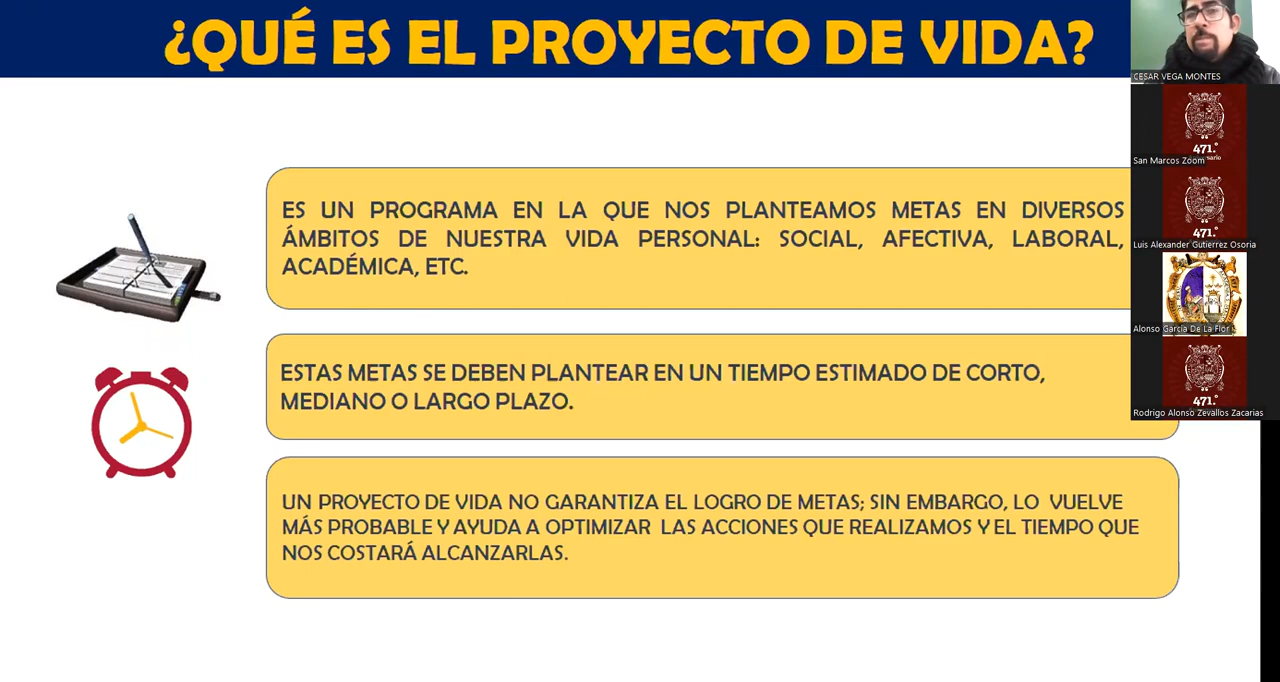 ¿QUÉ ES EL PROYECTO DE VIDA?
ES UN PROGRAMA EN LA QUE NOS PLANTEAMOS METAS EN DIVERSOS
ÁMBITOS DE NUESTRA VIDA PERSONAL: SOCIAL, AFECTIVA, LABORAL,
ACADÉMICA, ETC.
ESTAS METAS SE DEBEN PLANTEAR EN UN TIEMPO ESTIMADO DE CORTO,
MEDIANO O LARGO PLAZO.
UN PROYECTO DE VIDA NO GARANTIZA EL LOGRO DE METAS; SIN EMBARGO, LO VUELVE
MÁS PROBABLE Y AYUDA A OPTIMIZAR LAS ACCIONES QUE REALIZAMOS Y EL TIEMPO QUE
NOS COSTARÁ ALCANZARLAS.
CESAR VEGA MONTES
471.°
San Marcos Zoom
471.°
Luis Alexander Gutierrez Osoria
Alonso García De La Flor
471.°
Rodrigo Alonso Zevallos Zacarias